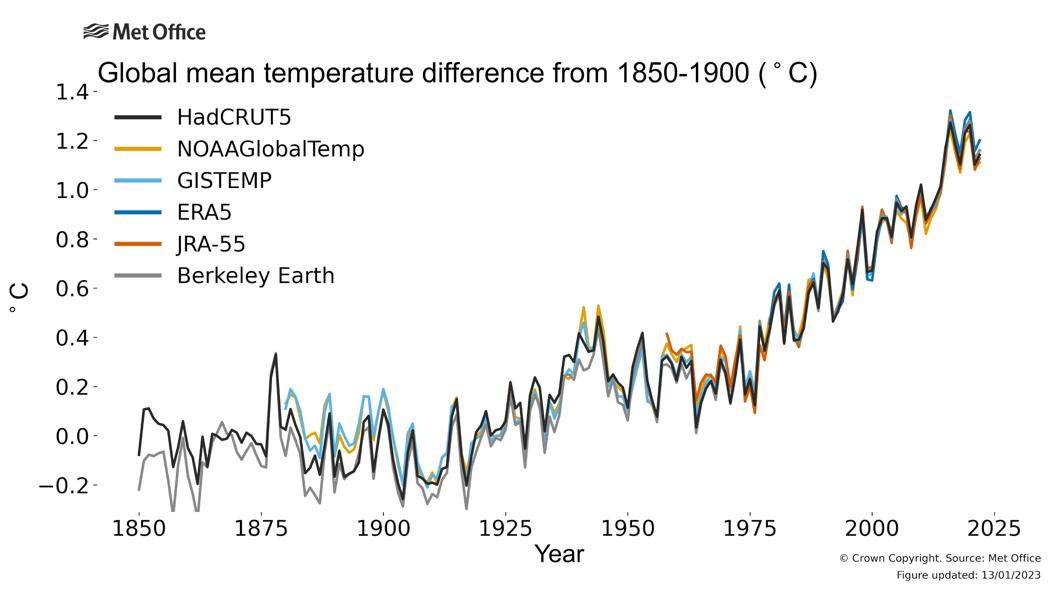 Met Office
Global mean temperature difference from 1850-1900 (°C)
1.4
1.2
1.0
0.8
0.6
0.4
0.2
0.0
−0.2
°C
HadCRUT5
NOAAGlobalTemp
GISTEMP
ERA5
JRA-55
Berkeley Earth
1850 1875 1900 1925 1950 1975 2000 2025
Year
© Crown Copyright. Source: Met Office
Figure updated: 13/01/2023